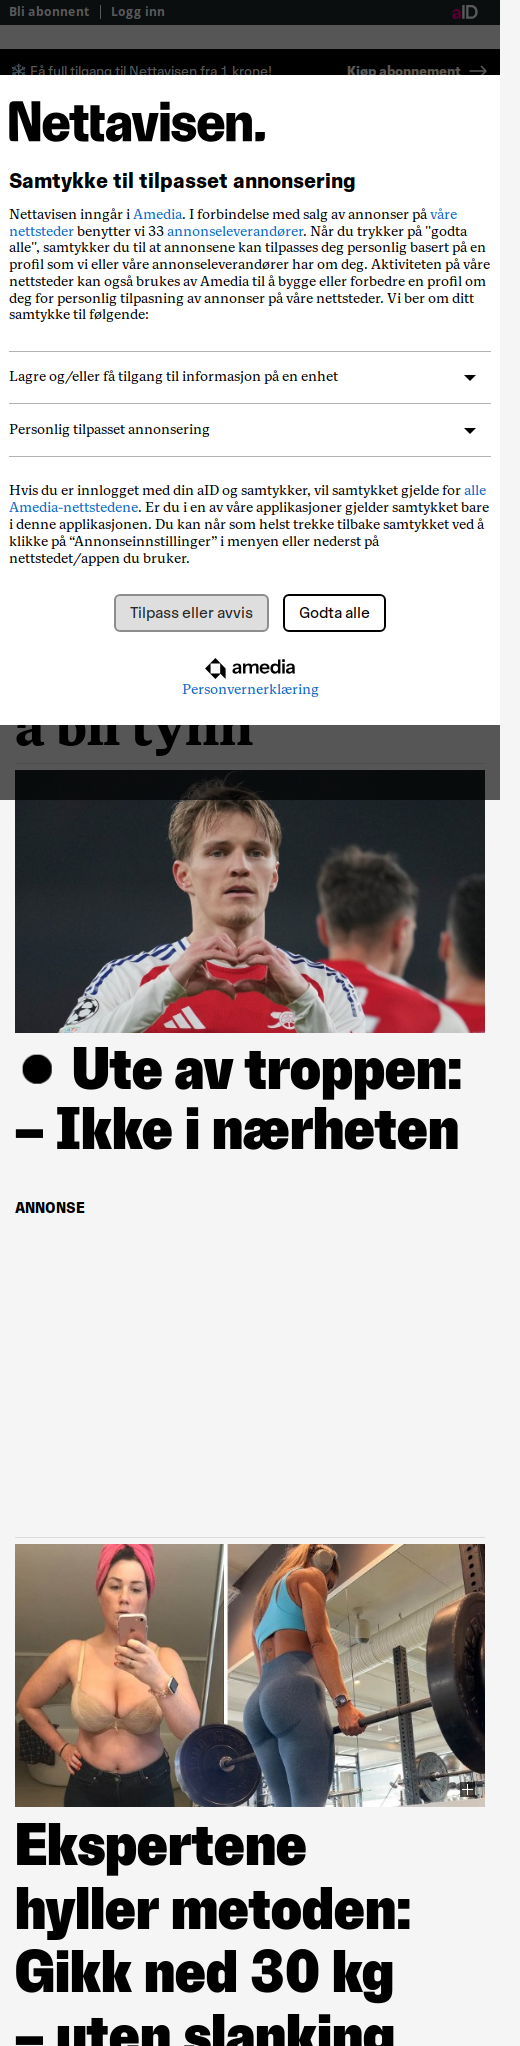 Bli abonnent | Logg inn aID
Få full tilgang til Nettavisen fra 1 krone! Kjøp abonnement →
Nettavisen.
Samtykke til tilpasset annonsering
Nettavisen inngår i Amedia. I forbindelse med salg av annonser på våre
nettsteder benytter vi 33 annonseleverandører. Når du trykker på "godta
alle", samtykker du til at annonsene kan tilpasses deg personlig basert på en
profil som vi eller våre annonseleverandører har om deg. Aktiviteten på våre
nettsteder kan også brukes av Amedia til å bygge eller forbedre en profil om
deg for personlig tilpasning av annonser på våre nettsteder. Vi ber om ditt
samtykke til følgende:
Lagre og/eller få tilgang til informasjon på en enhet
Personlig tilpasset annonsering
Hvis du er innlogget med din aID og samtykker, vil samtykket gjelde for alle
Amedia-nettstedene. Er du i en av våre applikasjoner gjelder samtykket bare
i denne applikasjonen. Du kan når som helst trekke tilbake samtykket ved å
klikke på “Annonseinnstillinger” i menyen eller nederst på
nettstedet/appen du bruker.
Tilpass eller avvis Godta alle
amedia
Personvernerklæring
å bli tynn
Ute av troppen:
– Ikke i nærheten
ANNONSE
Ekspertene
hyller metoden:
Gikk ned 30 kg
– uten slanking